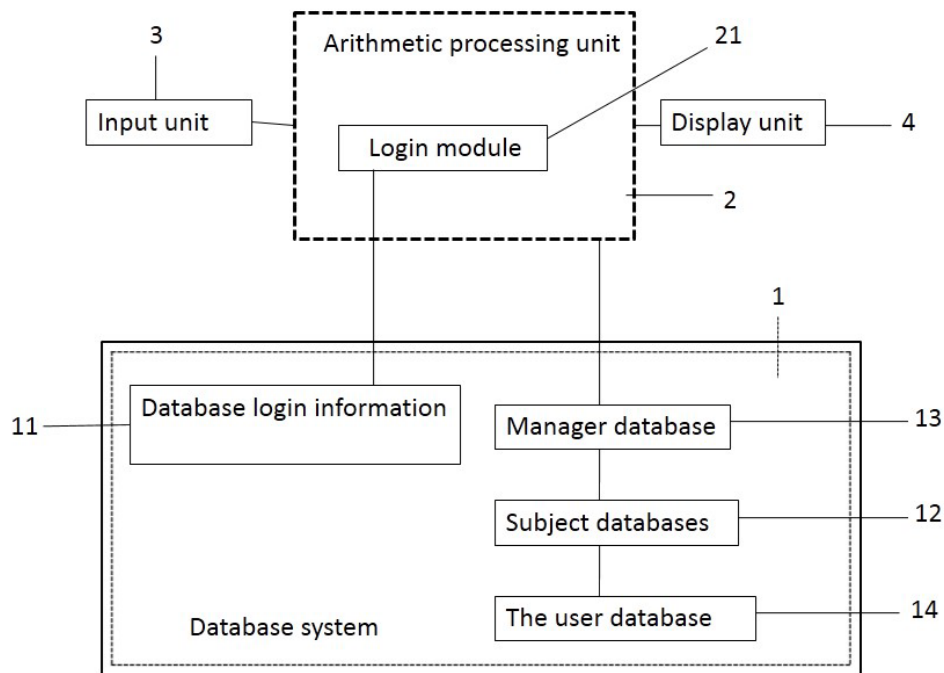 3
Arithmetic processing unit
21
Input unit
Login module
Display unit
4
2
1
Database login information
11
Manager database
13
Subject databases
12
The user database
14
Database system